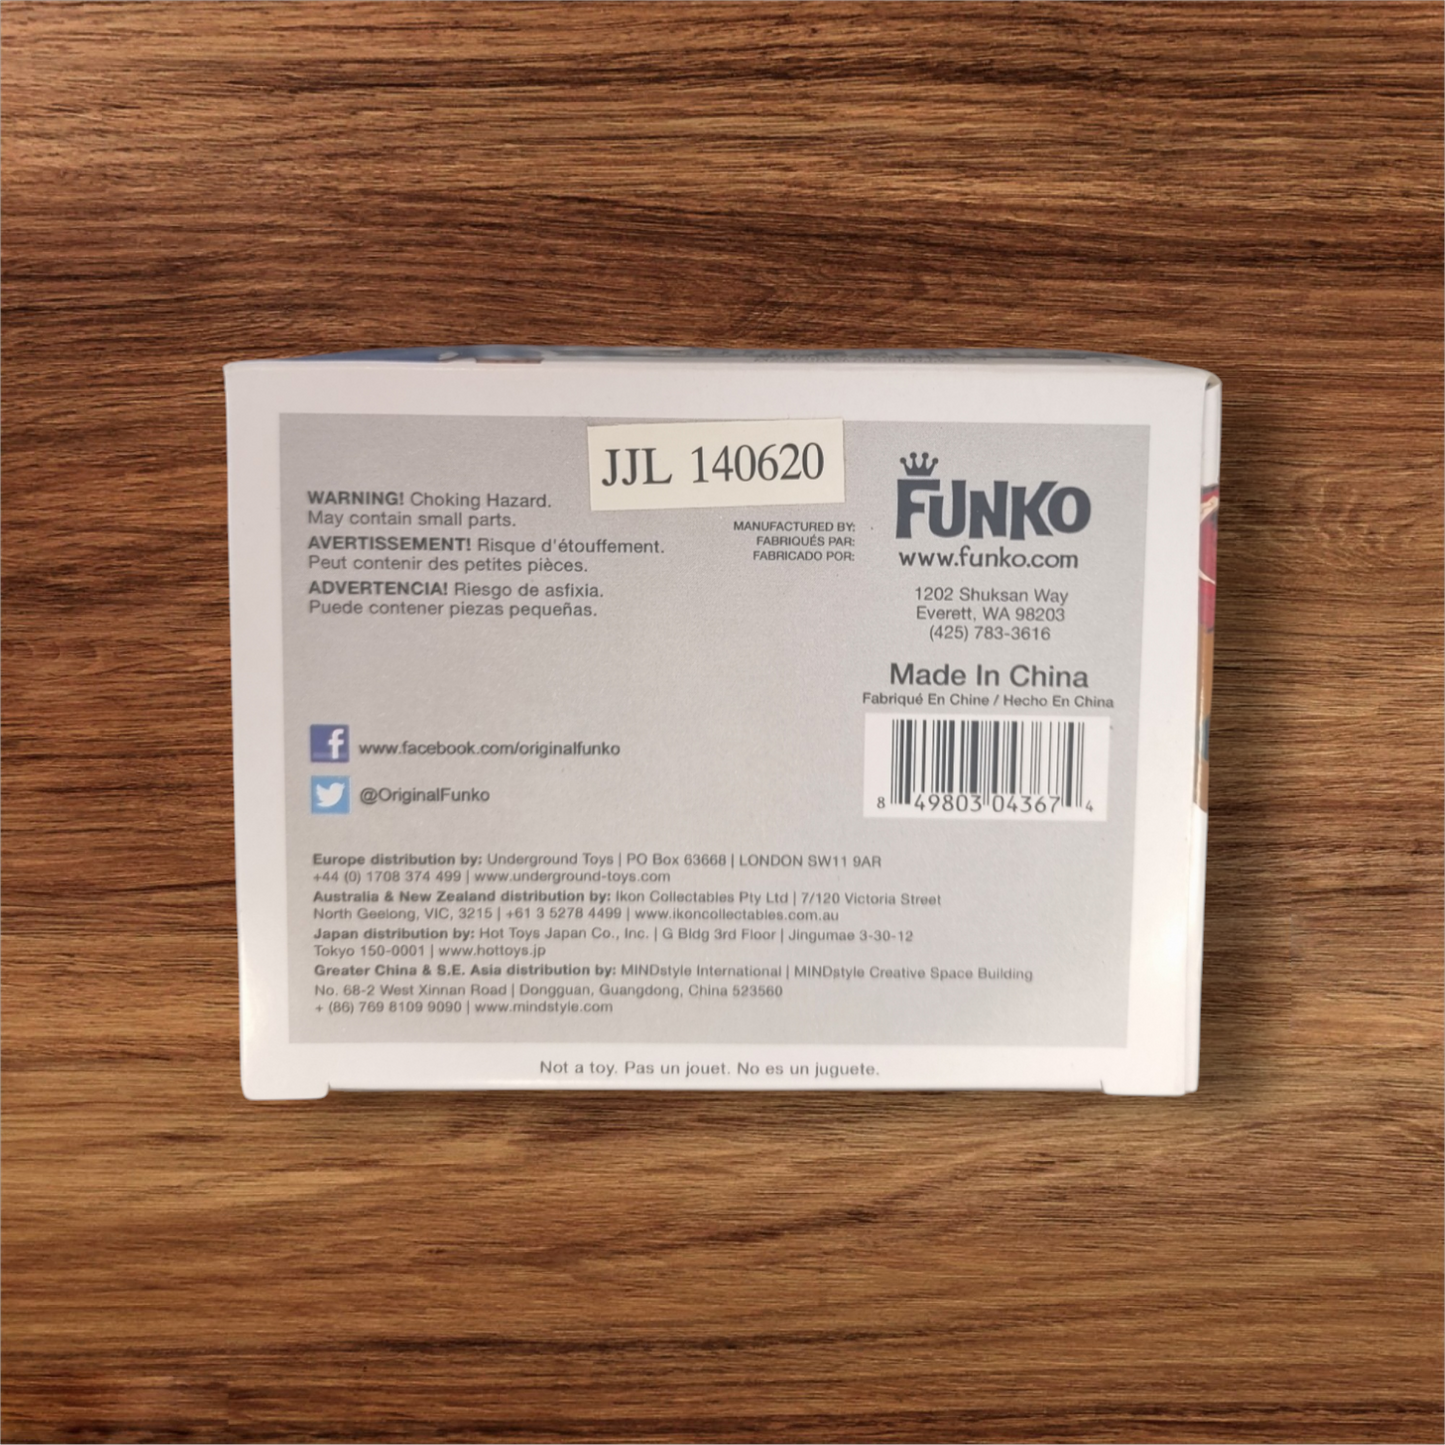 JJL 140620
WARNING! Choking Hazard.
May contain small parts.
AVERTISSEMENT! Risque d'étouffement.
Peut contenir des petites pièces.
ADVERTENCIA! Riesgo de asfixia.
Puede contener piezas pequeñas.
MANUFACTURED BY:
FABRIQUÉS PAR:
FABRICADO POR:
FUNKO
www.funko.com
1202 Shuksan Way
Everett, WA 98203
(425) 783-3616
Made In China
Fabriqué En Chine / Hecho En China
8 49803 04367 4
f www.facebook.com/originalfunko
@OriginalFunko
Europe distribution by: Underground Toys | PO Box 63668 | LONDON SW11 9AR
+44 (0) 1708 374 499 | www.underground-toys.com
Australia & New Zealand distribution by: Ikon Collectables Pty Ltd | 7/120 Victoria Street
North Geelong, VIC, 3215 | +61 3 5278 4499 | www.ikoncollectables.com.au
Japan distribution by: Hot Toys Japan Co., Inc. | G Bldg 3rd Floor | Jingumae 3-30-12
Tokyo 150-0001 | www.hottoys.jp
Greater China & S.E. Asia distribution by: MINDstyle International | MINDstyle Creative Space Building
No. 68-2 West Xinnan Road | Dongguan, Guangdong, China 523560
+ (86) 769 8109 9090 | www.mindstyle.com
Not a toy. Pas un jouet. No es un juguete.